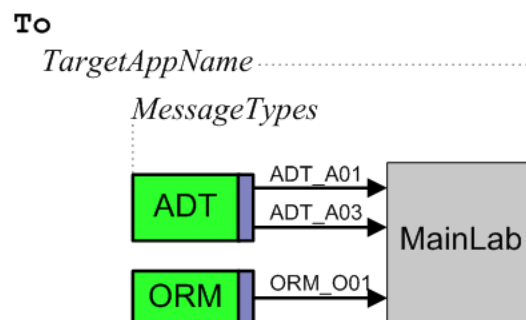 To
TargetAppName
MessageTypes
ADT_A01
ADT
ADT_A03
MainLab
ORM_O01
ORM